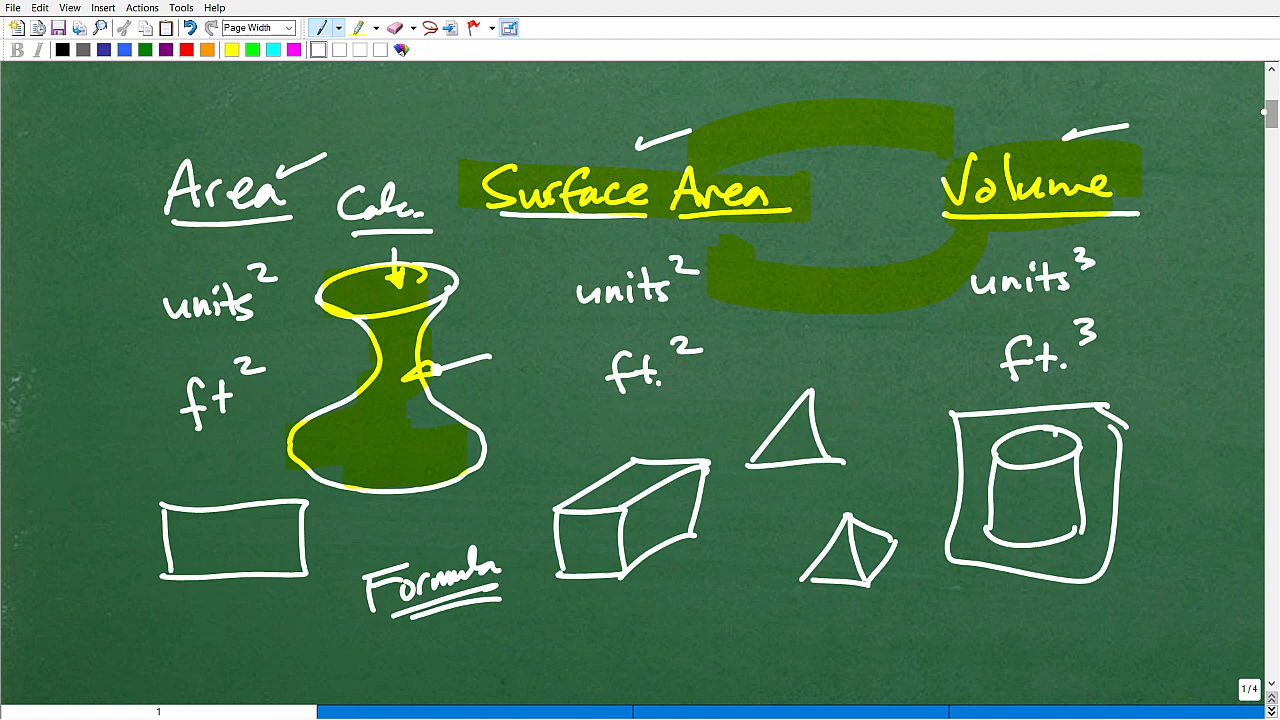 File Edit View Insert Actions Tools Help
Page Width
B I
Area Calc. Surface Area Volume
units² units² units³
ft² ft.² ft.³
Formula
1/4
1